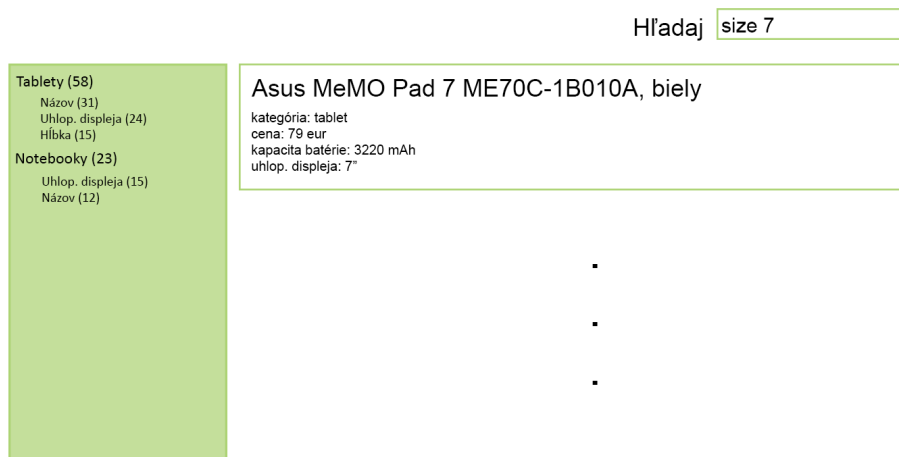 Hľadaj size 7
Tablety (58)
Názov (31)
Uhlop. displeja (24)
Hĺbka (15)
Notebooky (23)
Uhlop. displeja (15)
Názov (12)
Asus MeMO Pad 7 ME70C-1B010A, biely
kategória: tablet
cena: 79 eur
kapacita batérie: 3220 mAh
uhlop. displeja: 7”